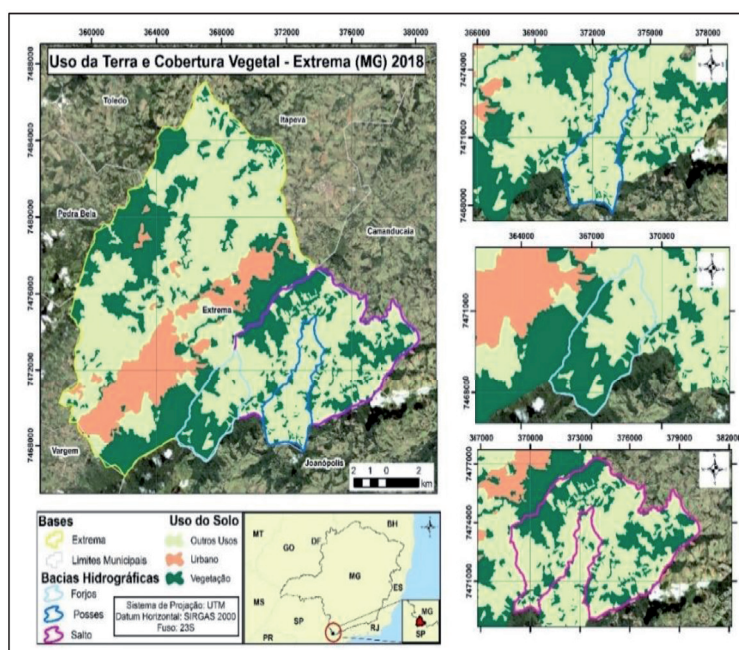 360000 364000 368000 372000 376000 380000
Uso da Terra e Cobertura Vegetal - Extrema (MG) 2018
7488000
7484000
7480000
7476000
7472000
7468000
Toledo
Itapeva
Pedra Bela
Camanducaia
Extrema
Vargem
Joanópolis
2 1 0 2
km
366000 369000 372000 375000 378000
7474000
7471000
7468000
364000 367000 370000
7471000
7468000
367000 370000 373000 376000 379000 382000
7477000
7474000
7471000
Bases
Extrema
Limites Municipais
Bacias Hidrográficas
Forjos
Posses
Salto
Uso do Solo
Outros Usos
Urbano
Vegetação
Sistema de Projeção: UTM
Datum Horizontal: SIRGAS 2000
Fuso: 23S
MT
GO
DF
BH
MG
ES
MS
SP
RJ
PR
MG
SP